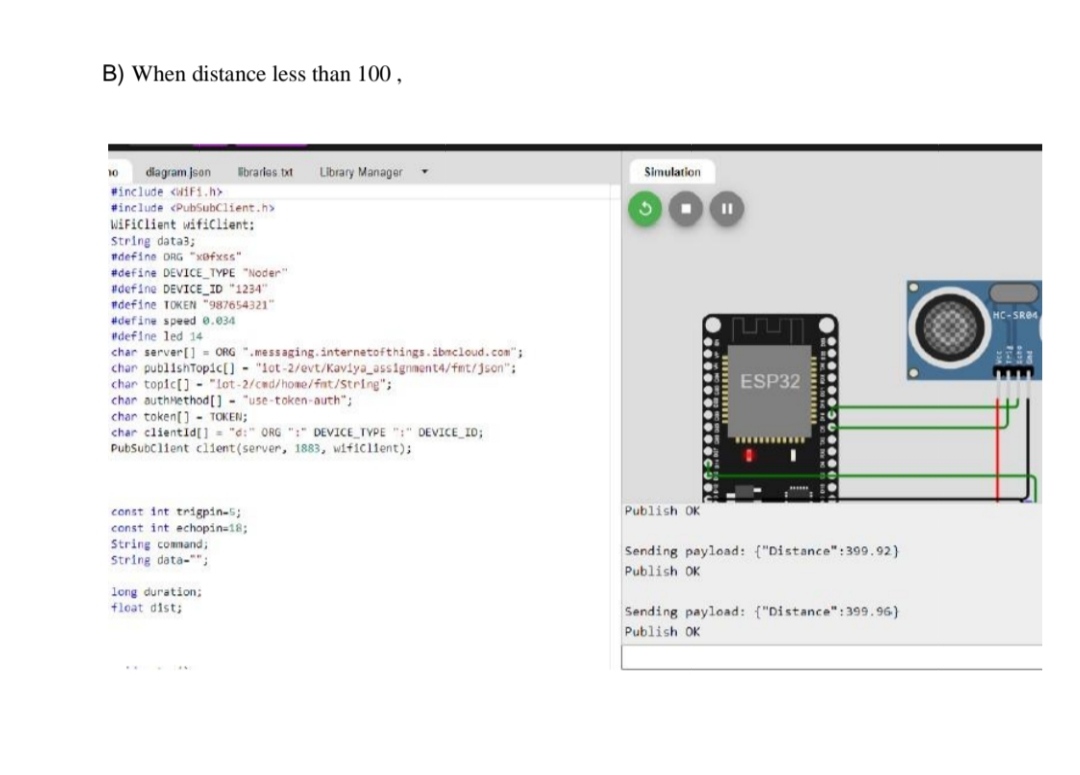 B) When distance less than 100 ,
no diagram.json libraries.txt Library Manager
#include <WiFi.h>
#include <PubSubClient.h>
WiFiClient wifiClient;
String data3;
#define ORG "x0fxss"
#define DEVICE_TYPE "Noder"
#define DEVICE_ID "1234"
#define TOKEN "987654321"
#define speed 0.034
#define led 14
char server[] = ORG ".messaging.internetofthings.ibmcloud.com";
char publishTopic[] = "iot-2/evt/Kaviya_assignment4/fmt/json";
char topic[] = "iot-2/cmd/home/fmt/String";
char authMethod[] = "use-token-auth";
char token[] = TOKEN;
char clientId[] = "d:" ORG ":" DEVICE_TYPE ":" DEVICE_ID;
PubSubClient client(server, 1883, wifiClient);
const int trigpin=5;
const int echopin=18;
String command;
String data="";
long duration;
float dist;
Simulation
HC-SR04
Vcc
Trig
Echo
Gnd
ESP32
Publish OK
Sending payload: {"Distance":399.92}
Publish OK
Sending payload: {"Distance":399.96}
Publish OK